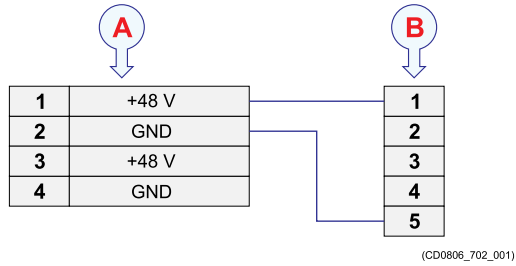 A B
1 +48 V 1
2 GND 2
3 +48 V 3
4 GND 4
5
(CD0806_702_001)